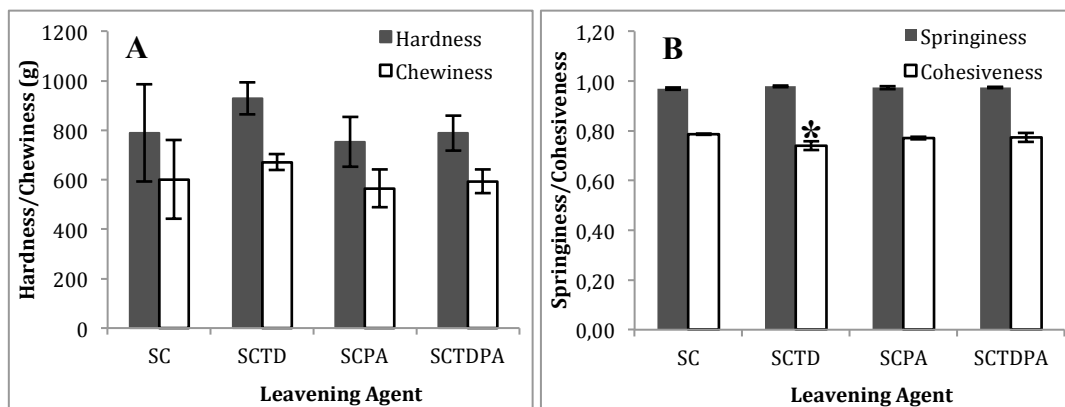 A
Hardness
Chewiness
Hardness/Chewiness (g)
1200
1000
800
600
400
200
0
SC SCTD SCPA SCTDPA
Leavening Agent
B
Springiness
Cohesiveness
Springiness/Cohesiveness
1,20
1,00
0,80
0,60
0,40
0,20
0,00
*
SC SCTD SCPA SCTDPA
Leavening Agent